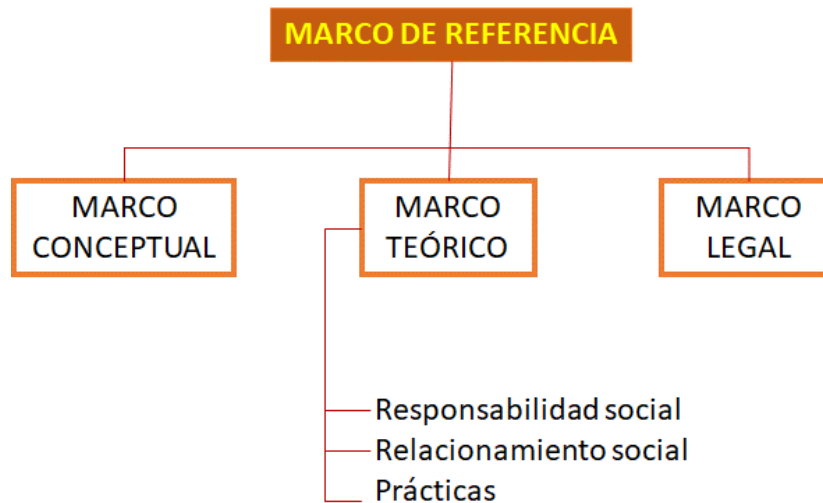 MARCO DE REFERENCIA
MARCO
CONCEPTUAL
MARCO
TEÓRICO
MARCO
LEGAL
Responsabilidad social
Relacionamiento social
Prácticas